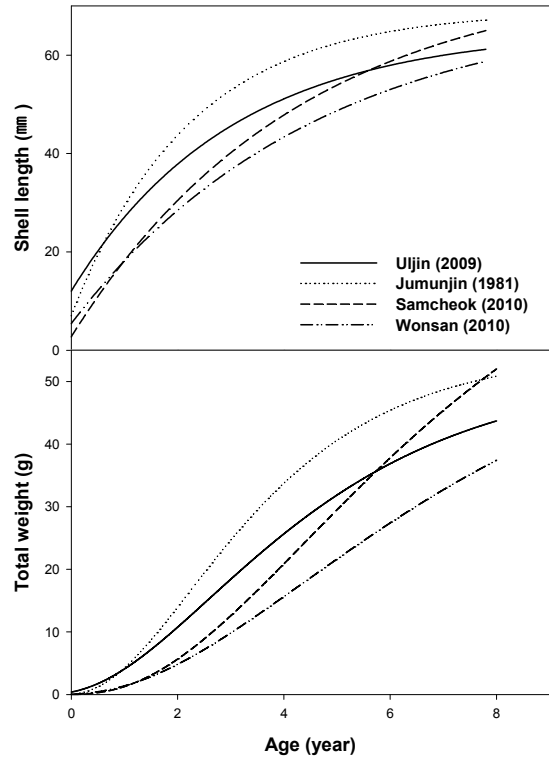 60
40
20
0
Shell length (㎜ )
Uljin (2009)
Jumunjin (1981)
Samcheok (2010)
Wonsan (2010)
50
40
30
20
10
0
Total weight (g)
0 2 4 6 8
Age (year)